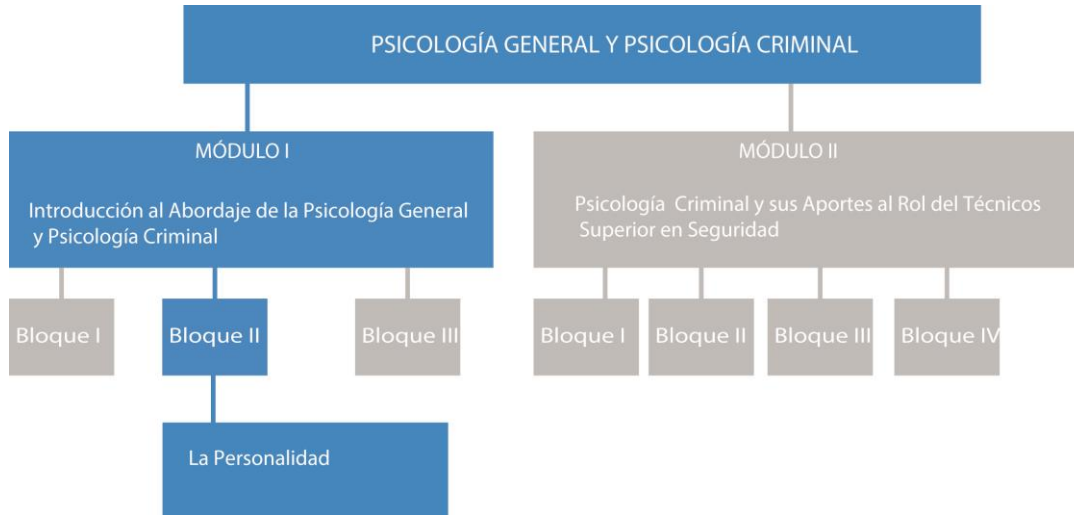 PSICOLOGÍA GENERAL Y PSICOLOGÍA CRIMINAL
MÓDULO I
Introducción al Abordaje de la Psicología General
y Psicología Criminal
MÓDULO II
Psicología Criminal y sus Aportes al Rol del Técnicos
Superior en Seguridad
Bloque I
Bloque II
Bloque III
Bloque I
Bloque II
Bloque III
Bloque IV
La Personalidad